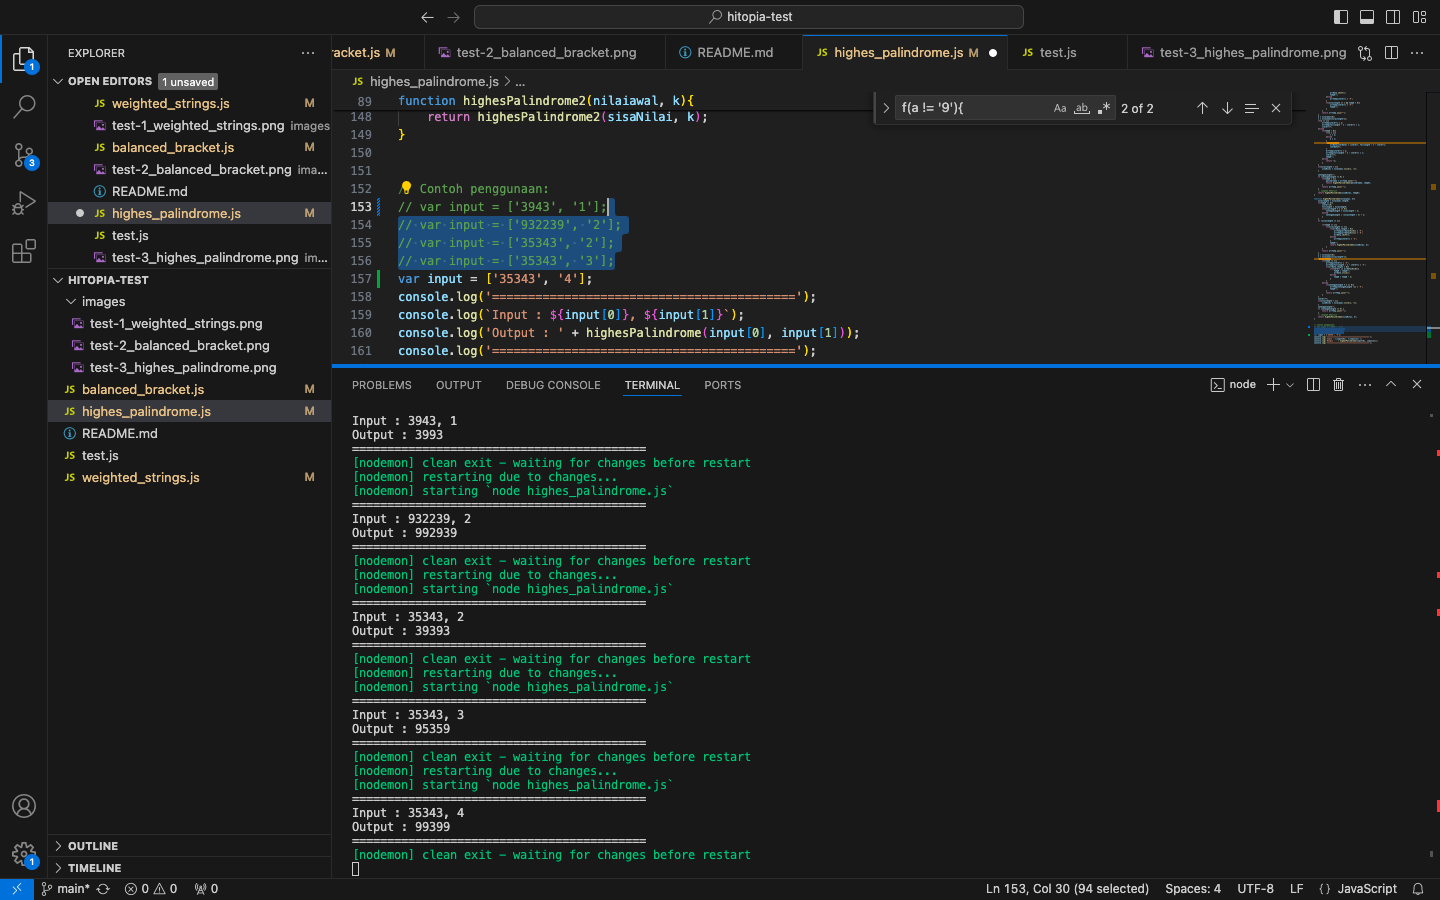 hitopia-test
EXPLORER
OPEN EDITORS 1 unsaved
JS weighted_strings.js M
test-1_weighted_strings.png images
JS balanced_bracket.js M
test-2_balanced_bracket.png ima...
README.md
JS highes_palindrome.js M
JS test.js
test-3_highes_palindrome.png im...
HITOPIA-TEST
images
test-1_weighted_strings.png
test-2_balanced_bracket.png
test-3_highes_palindrome.png
JS balanced_bracket.js M
JS highes_palindrome.js M
README.md
JS test.js
JS weighted_strings.js M
OUTLINE
TIMELINE
1
3
1
racket.js M
test-2_balanced_bracket.png
README.md
JS highes_palindrome.js M
JS test.js
test-3_highes_palindrome.png
JS highes_palindrome.js > ...
f(a != '9'){ Aa ab 2 of 2
89 function highesPalindrome2(nilaiawal, k){
148 return highesPalindrome2(sisaNilai, k);
149 }
150
151
152 Contoh penggunaan:
153 // var input = ['3943', '1'];
154 // var input = ['932239', '2'];
155 // var input = ['35343', '2'];
156 // var input = ['35343', '3'];
157 var input = ['35343', '4'];
158 console.log('==========================================');
159 console.log(`Input : ${input[0]}, ${input[1]}`);
160 console.log('Output : ' + highesPalindrome(input[0], input[1]));
161 console.log('==========================================');
PROBLEMS OUTPUT DEBUG CONSOLE TERMINAL PORTS
node
Input : 3943, 1
Output : 3993
==========================================
[nodemon] clean exit – waiting for changes before restart
[nodemon] restarting due to changes...
[nodemon] starting `node highes_palindrome.js`
==========================================
Input : 932239, 2
Output : 992939
==========================================
[nodemon] clean exit – waiting for changes before restart
[nodemon] restarting due to changes...
[nodemon] starting `node highes_palindrome.js`
==========================================
Input : 35343, 2
Output : 39393
==========================================
[nodemon] clean exit – waiting for changes before restart
[nodemon] restarting due to changes...
[nodemon] starting `node highes_palindrome.js`
==========================================
Input : 35343, 3
Output : 95359
==========================================
[nodemon] clean exit – waiting for changes before restart
[nodemon] restarting due to changes...
[nodemon] starting `node highes_palindrome.js`
==========================================
Input : 35343, 4
Output : 99399
==========================================
[nodemon] clean exit – waiting for changes before restart
main* 0 0 0 Ln 153, Col 30 (94 selected) Spaces: 4 UTF-8 LF {} JavaScript